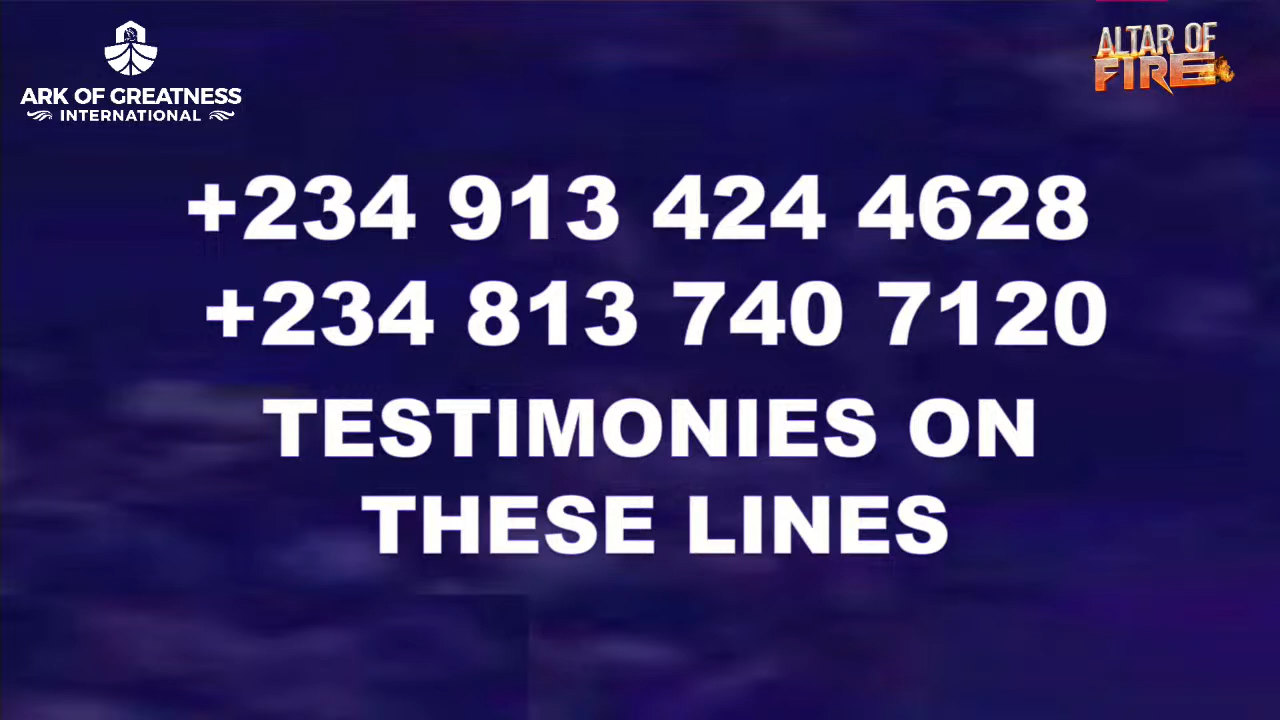 ARK OF GREATNESS
INTERNATIONAL
ALTAR OF
FIRE
+234 913 424 4628
+234 813 740 7120
TESTIMONIES ON
THESE LINES